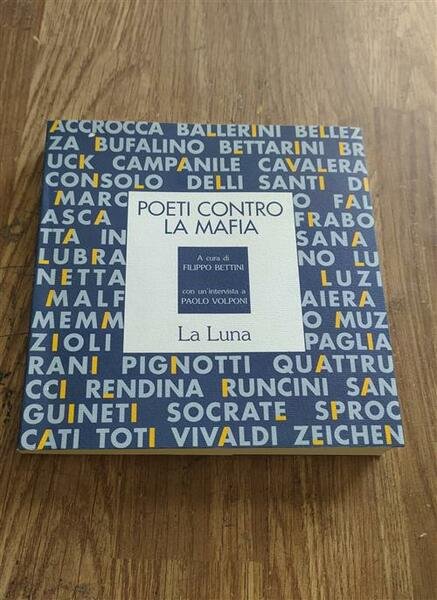 ACCROCCA BALLERINI BELLEZ
ZA BUFALINO BETTARINI BR
UCK CAMPANILE CAVALERA
CONSOLO DELLI SANTI DI
MARC O FAL
ASCA FRABO
TTA IN SANA
LUBRA NO LU
NETTA LUZI
MALF AIERA
MEMM O MUZ
ZIOLI PAGLIA
RANI PIGNOTTI QUATTRU
CCI RENDINA RUNCINI SAN
GUINETI SOCRATE SPROC
CATI TOTI VIVALDI ZEICHEN
POETI CONTRO
LA MAFIA
A cura di
FILIPPO BETTINI
con un'intervista a
PAOLO VOLPONI
La Luna